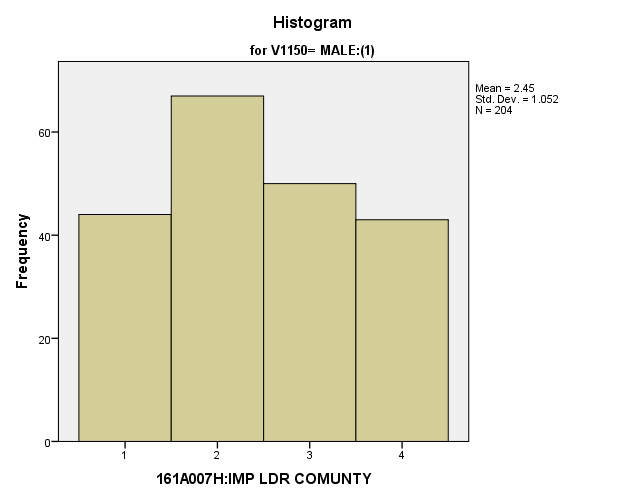 Histogram
for V1150= MALE:(1)
Mean = 2.45
Std. Dev. = 1.052
N = 204
Frequency
60
40
20
0
1 2 3 4
161A007H:IMP LDR COMUNTY